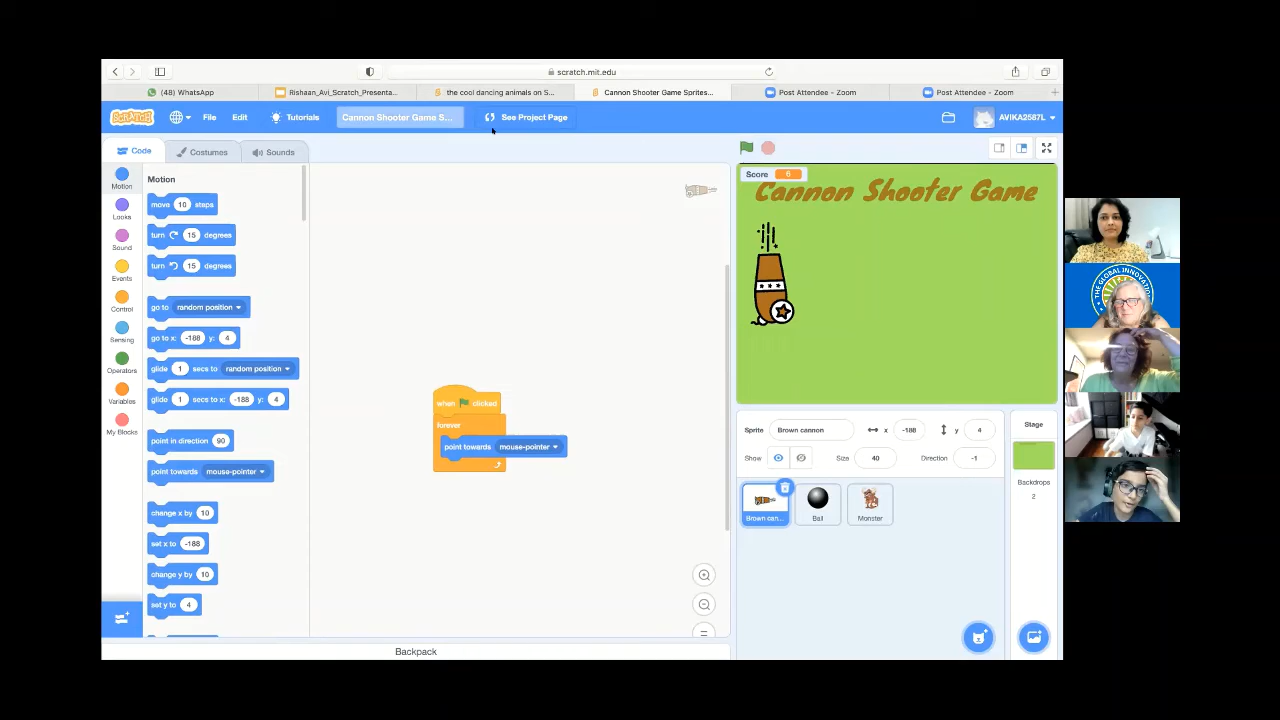 scratch.mit.edu
(48) WhatsApp
Rishaan_Avi_Scratch_Presenta...
the cool dancing animals on S...
Cannon Shooter Game Sprites...
Post Attendee - Zoom
Post Attendee - Zoom
SCRATCH
File
Edit
Tutorials
Cannon Shooter Game S...
See Project Page
AVIKA2587L
Code
Costumes
Sounds
Motion
Looks
Sound
Events
Control
Sensing
Operators
Variables
My Blocks
Motion
move 10 steps
turn 15 degrees
turn 15 degrees
go to random position
go to x: -188 y: 4
glide 1 secs to random position
glide 1 secs to x: -188 y: 4
point in direction 90
point towards mouse-pointer
change x by 10
set x to -188
change y by 10
set y to 4
when clicked
forever
point towards mouse-pointer
Score 6
Cannon Shooter Game
Sprite Brown cannon x -188 y 4
Show Size 40 Direction -1
Brown can...
Ball
Monster
Stage
Backdrops
2
Backpack
THE GLOBAL INNOVA